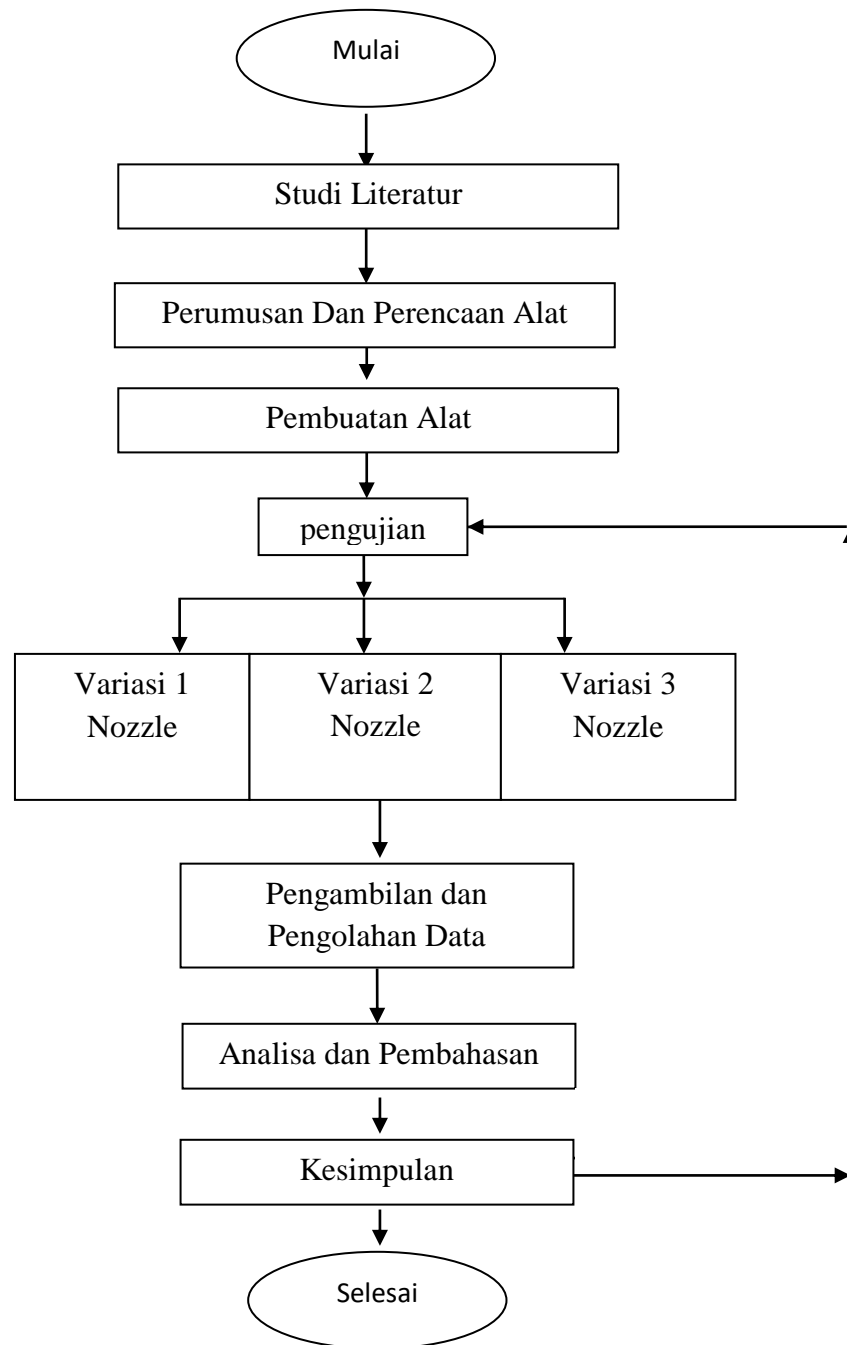 Mulai
Studi Literatur
Perumusan Dan Perencaan Alat
Pembuatan Alat
pengujian
Variasi 1
Nozzle
Variasi 2
Nozzle
Variasi 3
Nozzle
Pengambilan dan
Pengolahan Data
Analisa dan Pembahasan
Kesimpulan
Selesai